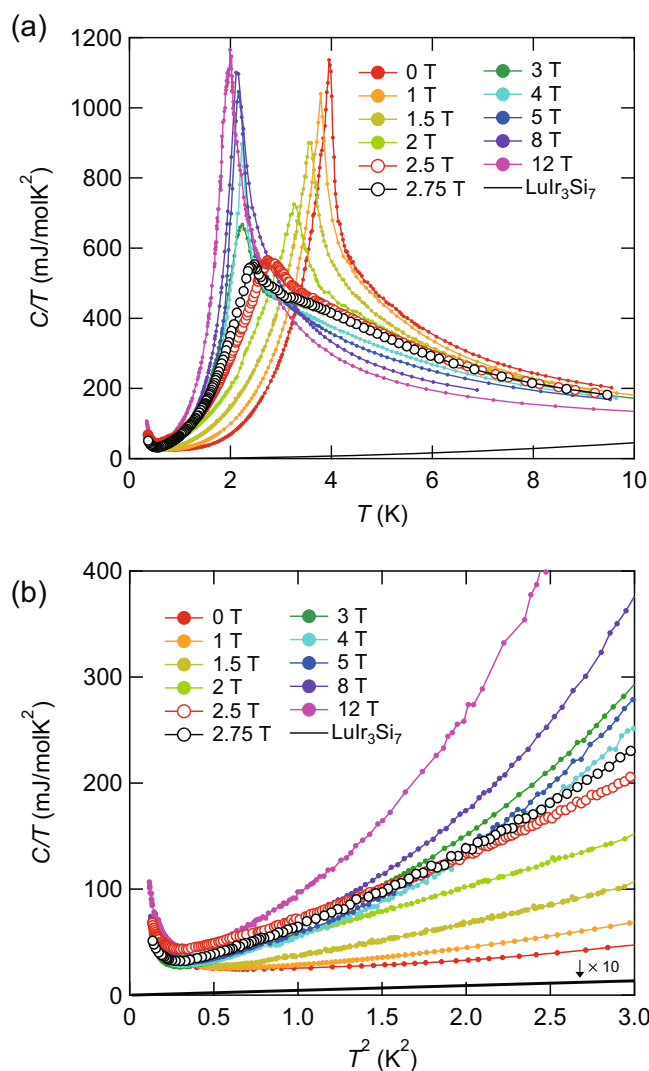 (a)
1200
1000
800
600
400
200
0
C/T (mJ/molK²)
0 T
1 T
1.5 T
2 T
2.5 T
2.75 T
3 T
4 T
5 T
8 T
12 T
LuIr₃Si₇
0
2
4
6
8
10
T (K)
(b)
400
300
200
100
0
C/T (mJ/molK²)
0 T
1 T
1.5 T
2 T
2.5 T
2.75 T
3 T
4 T
5 T
8 T
12 T
LuIr₃Si₇
↓ × 10
0
0.5
1.0
1.5
2.0
2.5
3.0
T² (K²)